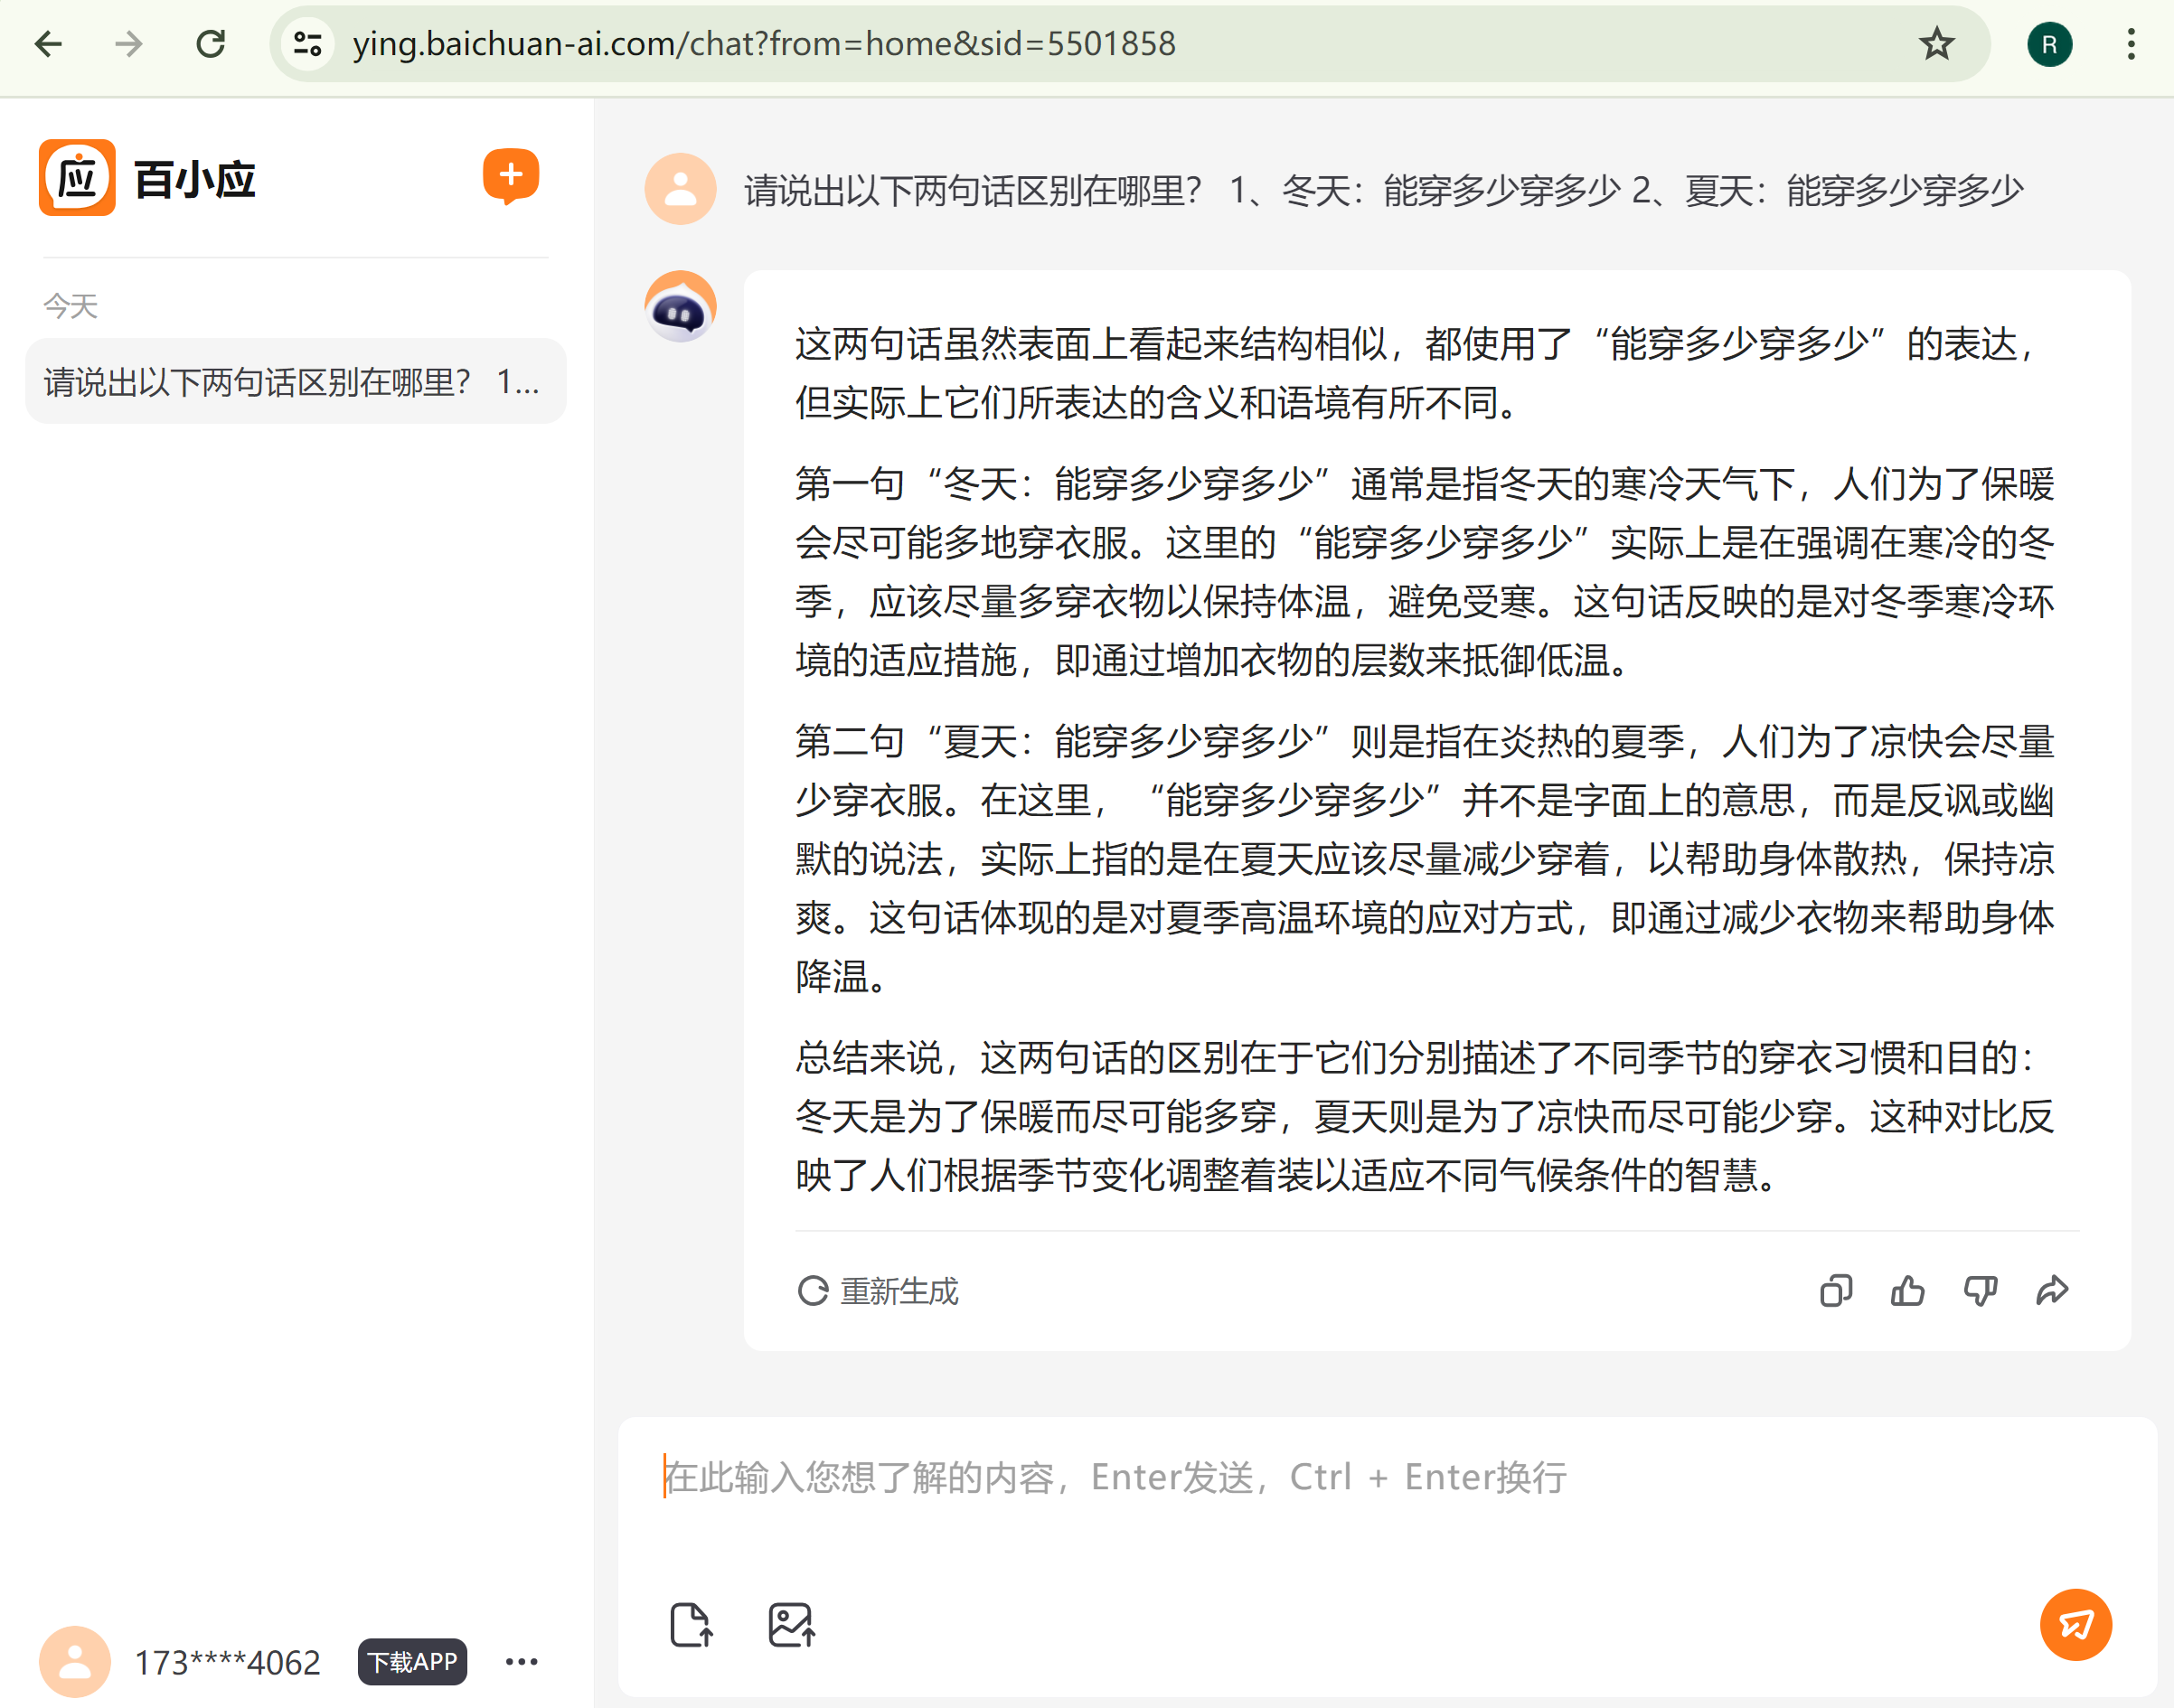 ying.baichuan-ai.com/chat?from=home&sid=5501858
R
应 百小应
今天
请说出以下两句话区别在哪里？ 1...
请说出以下两句话区别在哪里？ 1、冬天：能穿多少穿多少 2、夏天：能穿多少穿多少
这两句话虽然表面上看起来结构相似，都使用了“能穿多少穿多少”的表达，
但实际上它们所表达的含义和语境有所不同。
第一句“冬天：能穿多少穿多少”通常是指冬天的寒冷天气下，人们为了保暖
会尽可能多地穿衣服。这里的“能穿多少穿多少”实际上是在强调在寒冷的冬
季，应该尽量多穿衣物以保持体温，避免受寒。这句话反映的是对冬季寒冷环
境的适应措施，即通过增加衣物的层数来抵御低温。
第二句“夏天：能穿多少穿多少”则是指在炎热的夏季，人们为了凉快会尽量
少穿衣服。在这里，“能穿多少穿多少”并不是字面上的意思，而是反讽或幽
默的说法，实际上指的是在夏天应该尽量减少穿着，以帮助身体散热，保持凉
爽。这句话体现的是对夏季高温环境的应对方式，即通过减少衣物来帮助身体
降温。
总结来说，这两句话的区别在于它们分别描述了不同季节的穿衣习惯和目的：
冬天是为了保暖而尽可能多穿，夏天则是为了凉快而尽可能少穿。这种对比反
映了人们根据季节变化调整着装以适应不同气候条件的智慧。
重新生成
在此输入您想了解的内容，Enter发送，Ctrl + Enter换行
173****4062 下载APP